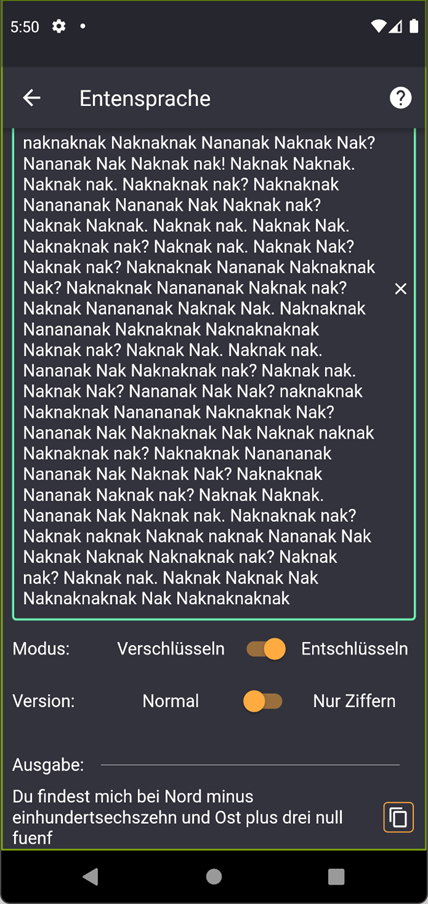 5:50
Entensprache
naknaknak Naknaknak Nananak Naknak Nak?
Nananak Nak Naknak nak! Naknak Naknak.
Naknak nak. Naknaknak nak? Naknaknak
Nanananak Nananak Nak Naknak nak?
Naknak Naknak. Naknak nak. Naknak Nak.
Naknaknak nak? Naknak nak. Naknak Nak?
Naknak nak? Naknaknak Nananak Naknaknak
Nak? Naknaknak Nanananak Naknak nak?
Naknak Nanananak Naknak Nak. Naknaknak
Nanananak Naknaknak Naknaknaknak
Naknak nak? Naknak Nak. Naknak nak.
Nananak Nak Naknaknak nak? Naknak nak.
Naknak Nak? Nananak Nak Nak? naknaknak
Naknaknak Nanananak Naknaknak Nak?
Nananak Nak Naknaknak Nak Naknak naknak
Naknaknak nak? Naknaknak Nanananak
Nananak Nak Naknak Nak? Naknaknak
Nananak Naknak nak? Naknak Naknak.
Nananak Nak Naknak nak. Naknaknak nak?
Naknak naknak Naknak naknak Nananak Nak
Naknak Naknak Naknaknak nak? Naknak
nak? Naknak nak. Naknak Naknak Nak
Naknaknaknak Nak Naknaknaknak
Modus: Verschlüsseln Entschlüsseln
Version: Normal Nur Ziffern
Ausgabe:
Du findest mich bei Nord minus
einhundertsechszehn und Ost plus drei null
fuenf